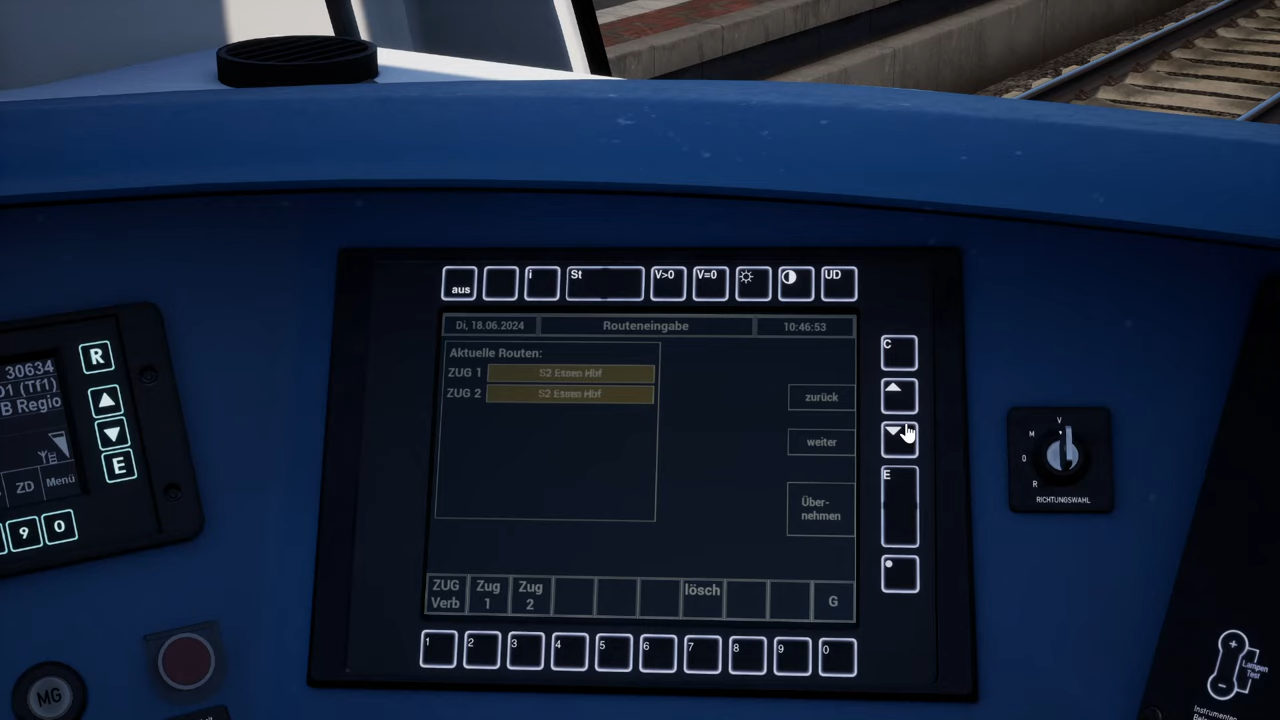 aus
i
St
V>0
V=0
UD
Di, 18.06.2024
Routeneingabe
10:46:53
Aktuelle Routen:
ZUG 1
S2 Essen Hbf
ZUG 2
S2 Essen Hbf
zurück
weiter
Über-
nehmen
ZUG
Verb
Zug
1
Zug
2
lösch
G
1
2
3
4
5
6
7
8
9
0
C
E
30634
(Tf1)
B Regio
ZD
Menü
R
E
9
0
MG
V
M
0
R
RICHTUNGSWAHL
Lampen
Test